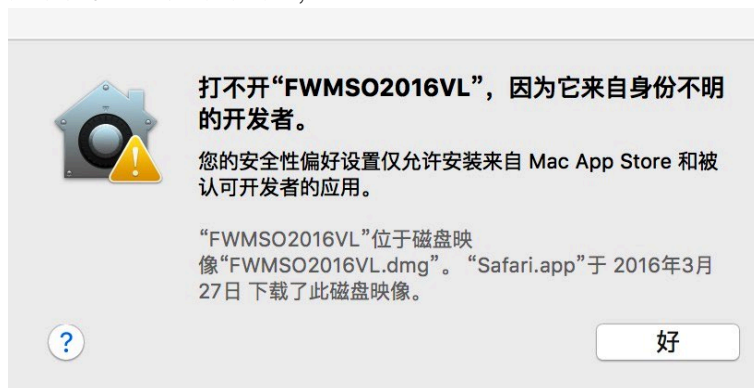 打不开“FWMSO2016VL”，因为它来自身份不明
的开发者。
您的安全性偏好设置仅允许安装来自 Mac App Store 和被
认可开发者的应用。
“FWMSO2016VL”位于磁盘映
像“FWMSO2016VL.dmg”。“Safari.app”于 2016年3月
27日 下载了此磁盘映像。
?
好